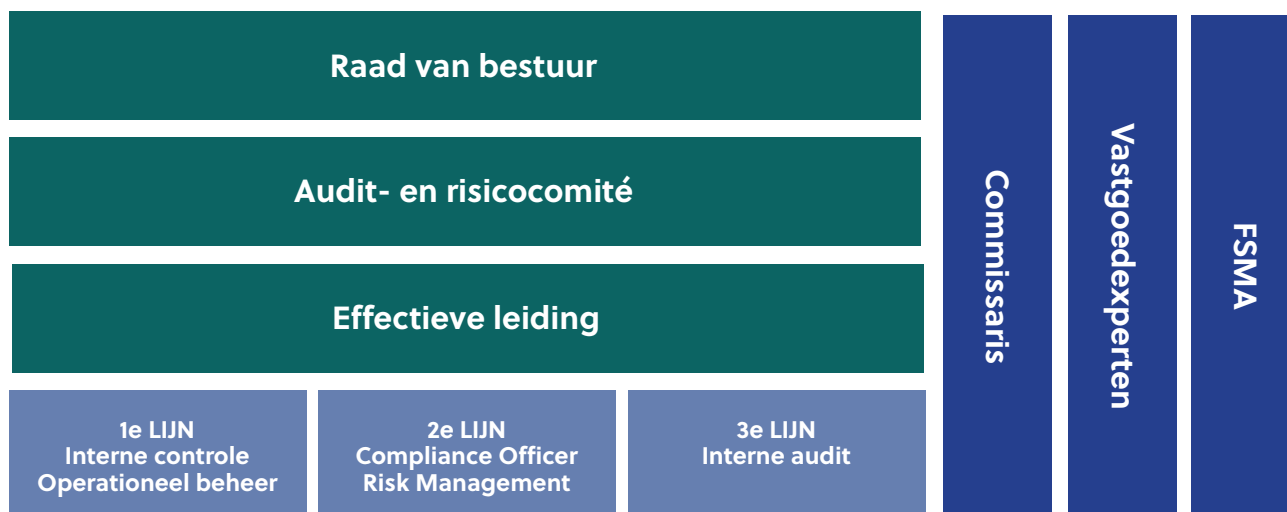 Raad van bestuur
Audit- en risicocomité
Effectieve leiding
1e LIJN
Interne controle
Operationeel beheer
2e LIJN
Compliance Officer
Risk Management
3e LIJN
Interne audit
Commissaris
Vastgoedexperten
FSMA